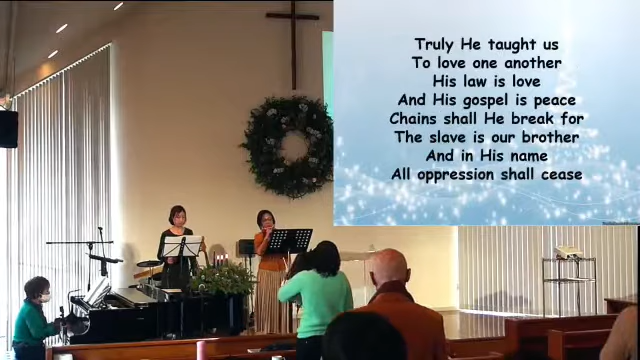 Truly He taught us
To love one another
His law is love
And His gospel is peace
Chains shall He break for
The slave is our brother
And in His name
All oppression shall cease